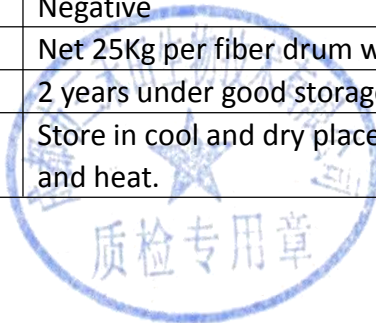 Negative
Net 25Kg per fiber drum w
2 years under good storag
Store in cool and dry place
and heat.
质检专用章